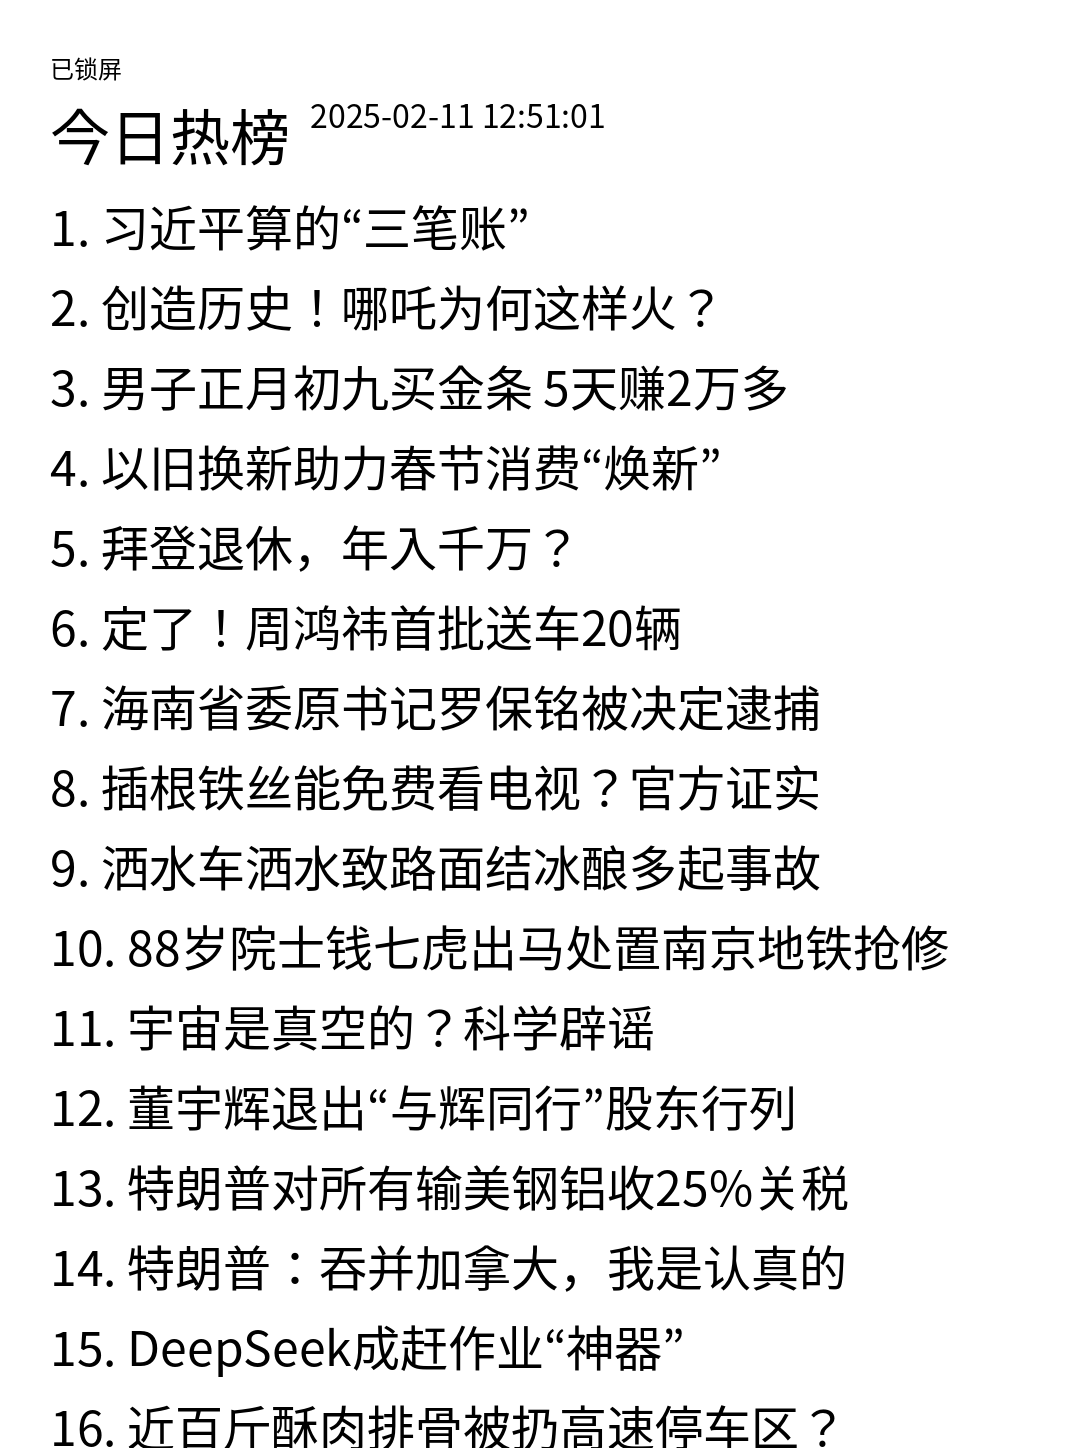 已锁屏
今日热榜 2025-02-11 12:51:01
1. 习近平算的“三笔账”
2. 创造历史！哪吒为何这样火？
3. 男子正月初九买金条 5天赚2万多
4. 以旧换新助力春节消费“焕新”
5. 拜登退休，年入千万？
6. 定了！周鸿祎首批送车20辆
7. 海南省委原书记罗保铭被决定逮捕
8. 插根铁丝能免费看电视？官方证实
9. 洒水车洒水致路面结冰酿多起事故
10. 88岁院士钱七虎出马处置南京地铁抢修
11. 宇宙是真空的？科学辟谣
12. 董宇辉退出“与辉同行”股东行列
13. 特朗普对所有输美钢铝收25%关税
14. 特朗普：吞并加拿大，我是认真的
15. DeepSeek成赶作业“神器”
16. 近百斤酥肉排骨被扔高速停车区？